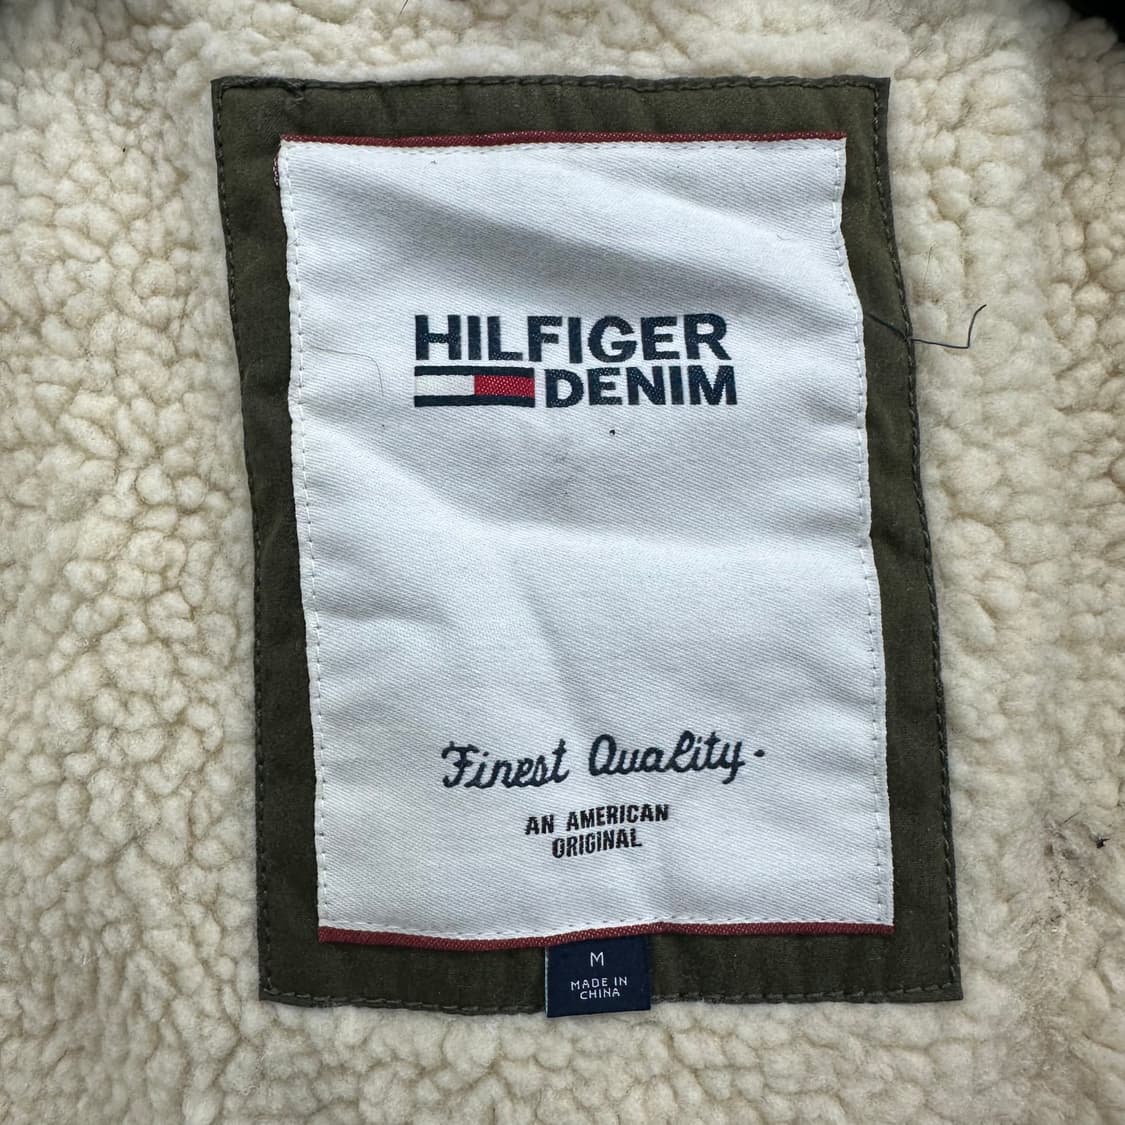 HILFIGER
DENIM
Finest Quality.
AN AMERICAN
ORIGINAL
M
MADE IN
CHINA